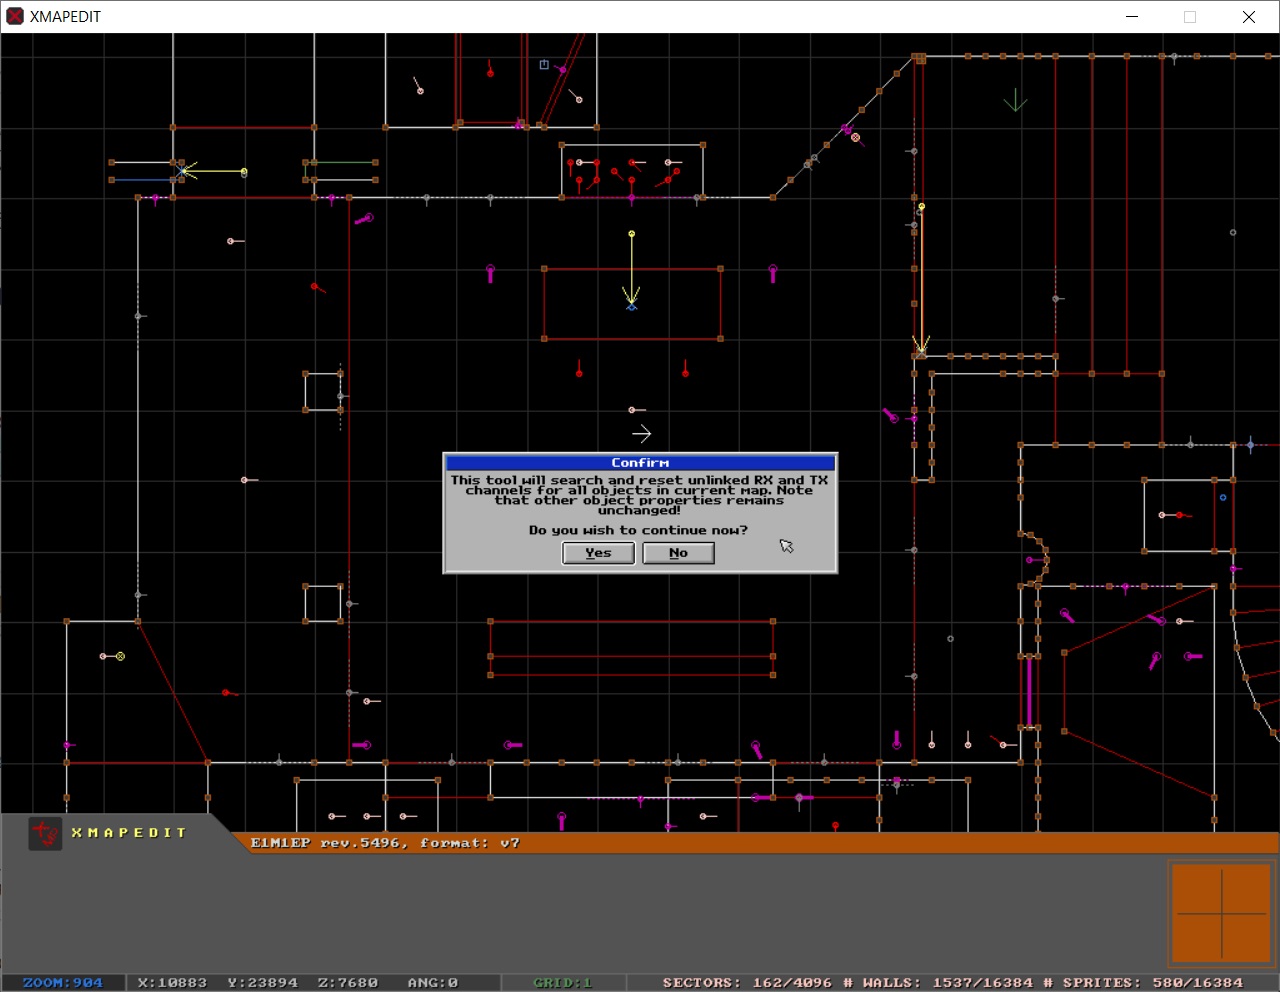 XMAPEDIT
Confirm
This tool will search and reset unlinked RX and TX
channels for all objects in current map. Note
that other object properties remains
unchanged!
Do you wish to continue now?
Yes No
XMAPEDIT
E1M1EP rev.5496, format: v7
ZOOM:904 X:10883 Y:23894 Z:7680 ANG:0 GRID:1 SECTORS: 162/4096 # WALLS: 1537/16384 # SPRITES: 580/16384